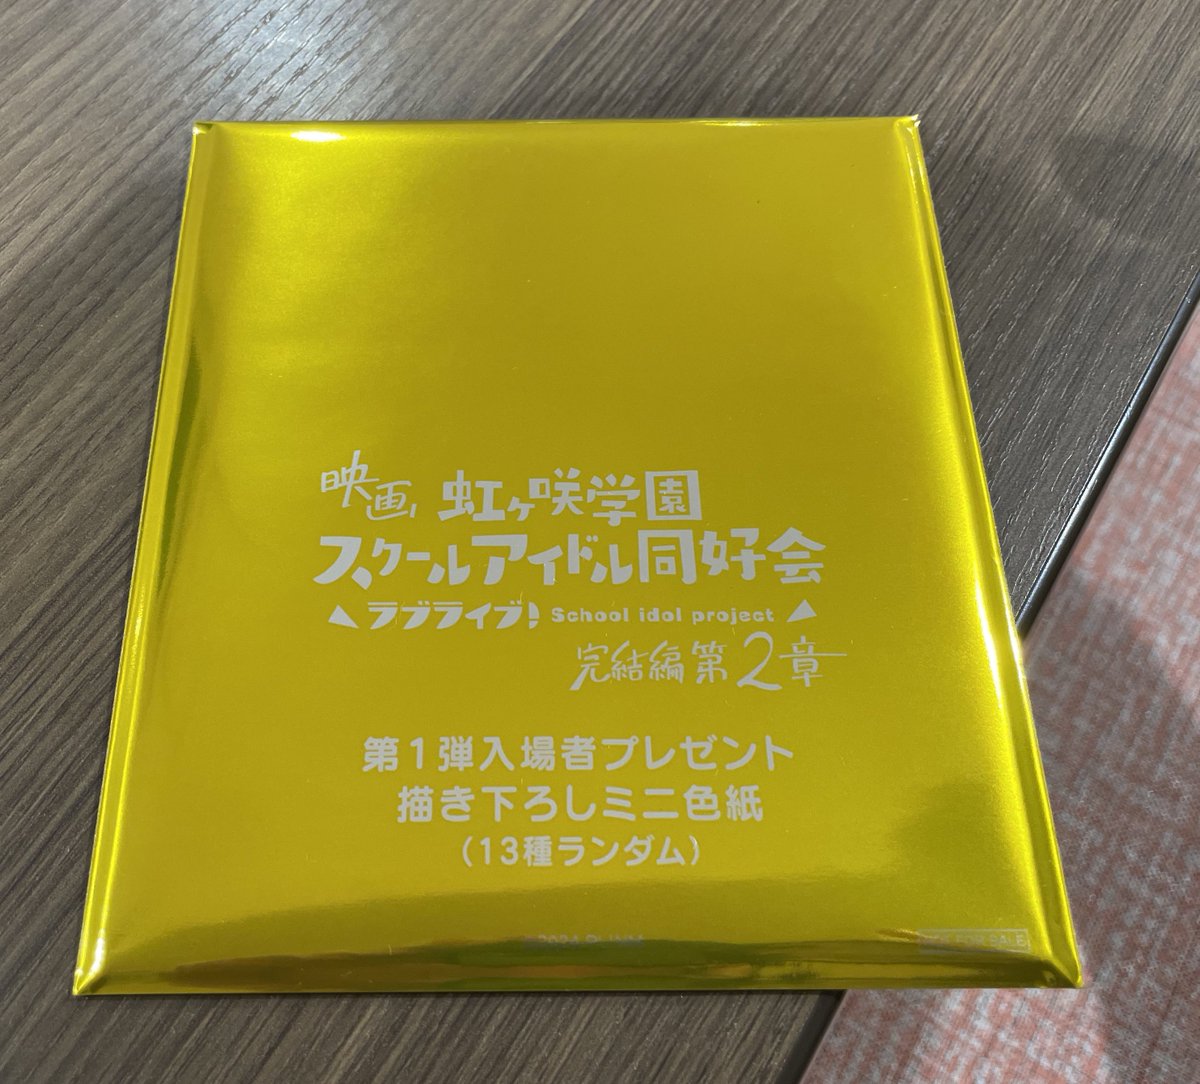 映画 虹ヶ咲学園
スクールアイドル同好会
ラブライブ! School idol project
完結編 第2章
第1弾入場者プレゼント
描き下ろしミニ色紙
(13種ランダム)
FOR SALE